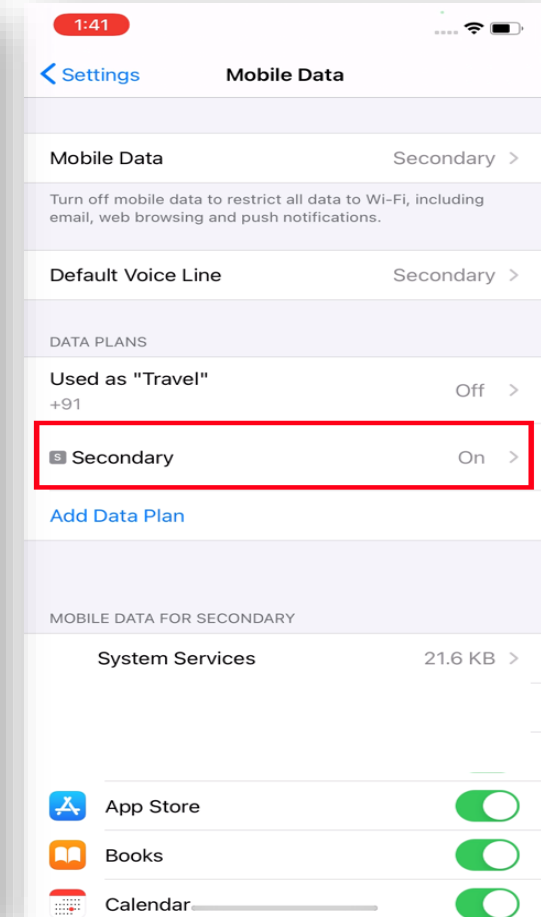 1:41
Settings
Mobile Data
Mobile Data
Secondary
Turn off mobile data to restrict all data to Wi-Fi, including
email, web browsing and push notifications.
Default Voice Line
Secondary
DATA PLANS
Used as "Travel"
+91
Off
S Secondary
On
Add Data Plan
MOBILE DATA FOR SECONDARY
System Services
21.6 KB
App Store
Books
Calendar